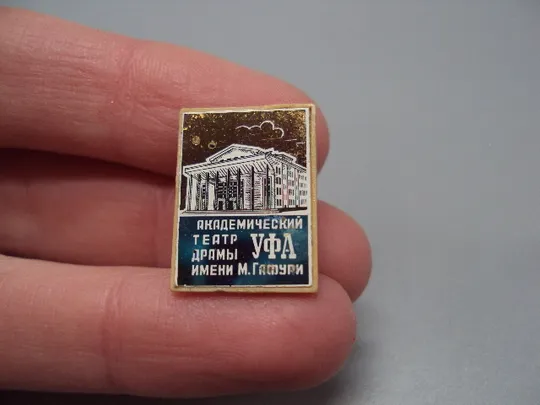 АКАДЕМИЧЕСКИЙ
ТЕАТР
ДРАМЫ УФА
ИМЕНИ М.ГАФУРИ